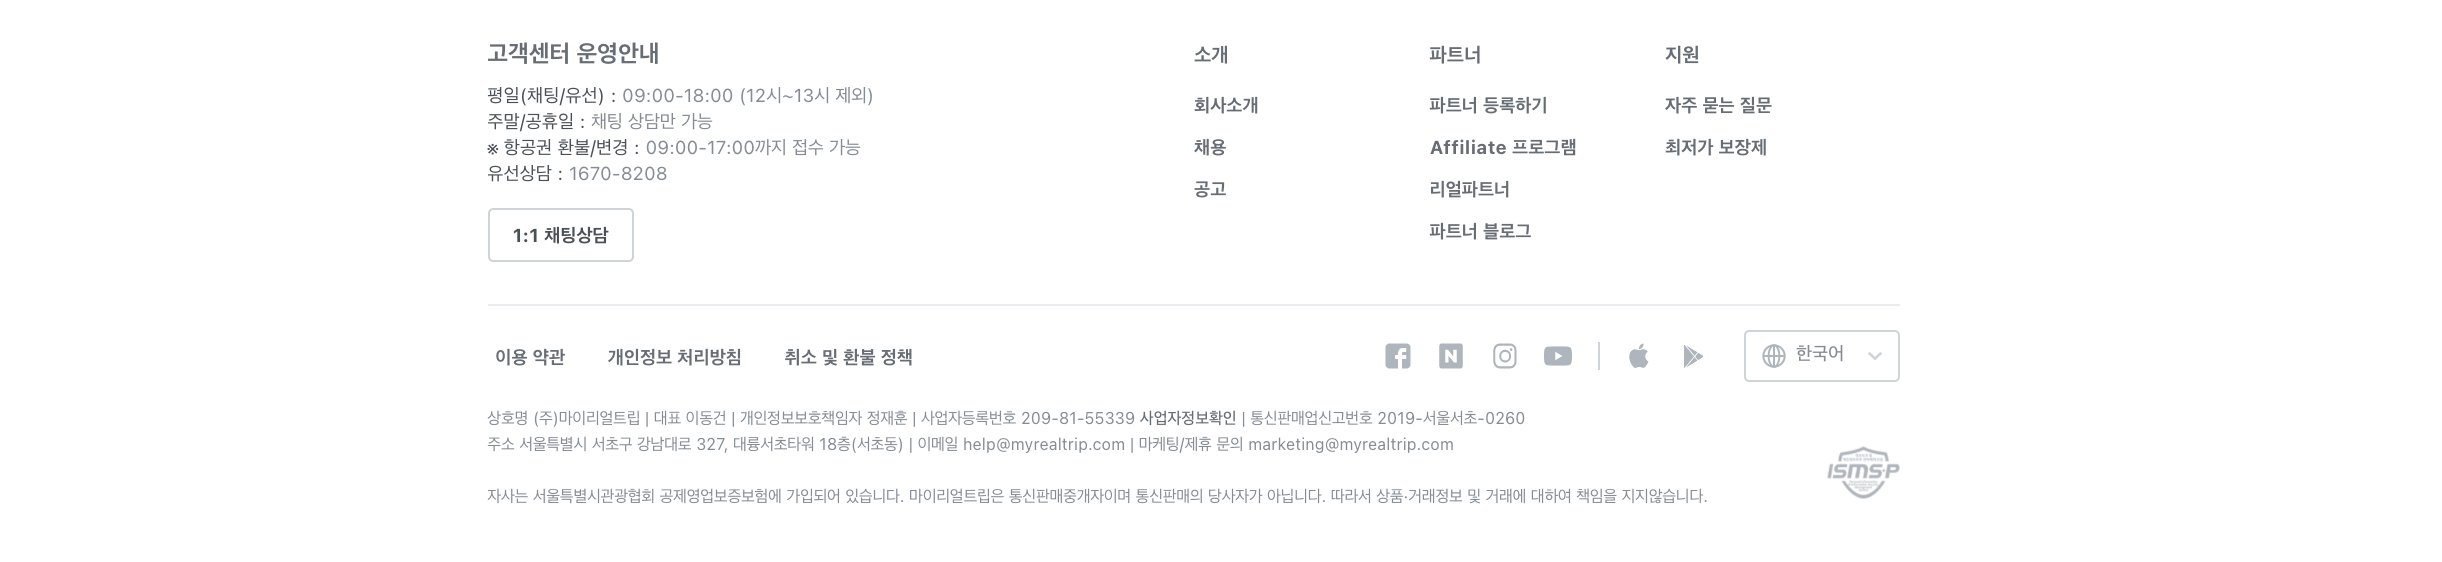 고객센터 운영안내
평일(채팅/유선) : 09:00-18:00 (12시~13시 제외)
주말/공휴일 : 채팅 상담만 가능
※ 항공권 환불/변경 : 09:00-17:00까지 접수 가능
유선상담 : 1670-8208
1:1 채팅상담
소개
회사소개
채용
공고
파트너
파트너 등록하기
Affiliate 프로그램
리얼파트너
파트너 블로그
지원
자주 묻는 질문
최저가 보장제
이용 약관
개인정보 처리방침
취소 및 환불 정책
한국어
상호명 (주)마이리얼트립 | 대표 이동건 | 개인정보보호책임자 정재훈 | 사업자등록번호 209-81-55339 사업자정보확인 | 통신판매업신고번호 2019-서울서초-0260
주소 서울특별시 서초구 강남대로 327, 대륭서초타워 18층(서초동) | 이메일 help@myrealtrip.com | 마케팅/제휴 문의 marketing@myrealtrip.com
ISMS-P
자사는 서울특별시관광협회 공제영업보증보험에 가입되어 있습니다. 마이리얼트립은 통신판매중개자이며 통신판매의 당사자가 아닙니다. 따라서 상품·거래정보 및 거래에 대하여 책임을 지지않습니다.